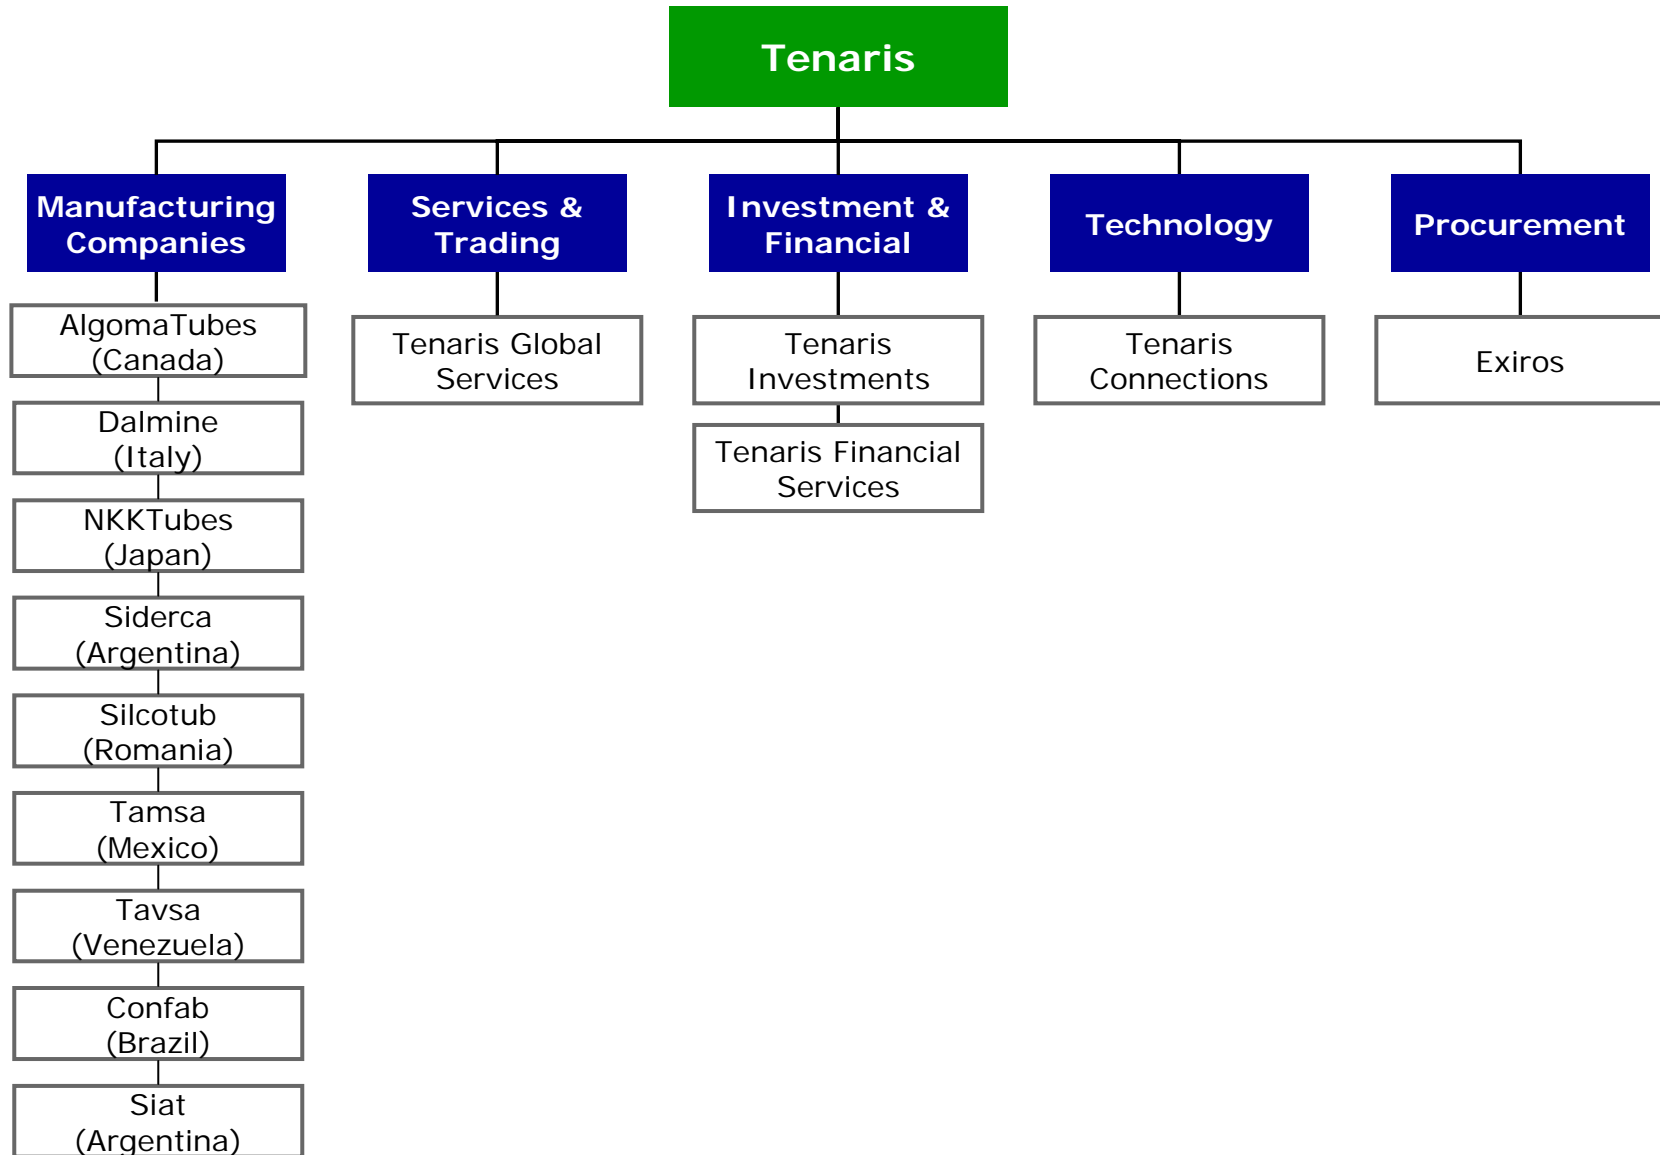 Tenaris
Manufacturing
Companies
Services &
Trading
Investment &
Financial
Technology
Procurement
AlgomaTubes
(Canada)
Dalmine
(Italy)
NKKTubes
(Japan)
Siderca
(Argentina)
Silcotub
(Romania)
Tamsa
(Mexico)
Tavsa
(Venezuela)
Confab
(Brazil)
Siat
(Argentina)
Tenaris Global
Services
Tenaris
Investments
Tenaris Financial
Services
Tenaris
Connections
Exiros